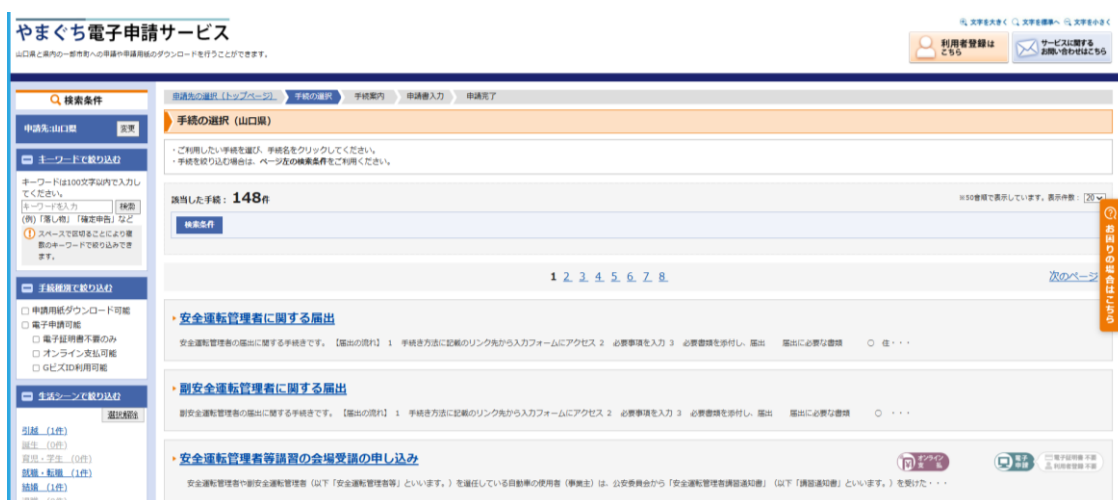 やまぐち電子申請サービス
山口県と県内の一部市町への申請や申請用紙のダウンロードを行うことができます。
文字を大きく 文字を標準へ 文字を小さく
利用者登録は
こちら
サービスに関する
お問い合わせはこちら
検索条件
申請先:山口県 変更
キーワードで絞り込む
キーワードは100文字以内で入力し
てください。
キーワードを入力 検索
(例)「落し物」「確定申告」など
スペースで区切ることにより複
数のキーワードで絞り込みでき
ます。
手続種別で絞り込む
申請用紙ダウンロード可能
電子申請可能
電子証明書不要のみ
オンライン支払可能
GビズID利用可能
生活シーンで絞り込む
選択解除
引越 (1件)
誕生 (0件)
育児・学生 (0件)
就職・転職 (1件)
結婚 (1件)
申請先の選択(トップページ) 手続の選択 手続案内 申請書入力 申請完了
手続の選択(山口県)
・ご利用したい手続を選び、手続名をクリックしてください。
・手続を絞り込む場合は、ページ左の検索条件をご利用ください。
該当した手続:148件
※50音順で表示しています。表示件数: 20
検索条件
1 2 3 4 5 6 7 8
次のページ
お困りの場合はこちら
安全運転管理者に関する届出
安全運転管理者の届出に関する手続きです。 【届出の流れ】 1 手続き方法に記載のリンク先から入力フォームにアクセス 2 必要事項を入力 3 必要書類を添付し、届出 届出に必要な書類 ○ 住・・・
副安全運転管理者に関する届出
副安全運転管理者の届出に関する手続きです。 【届出の流れ】 1 手続き方法に記載のリンク先から入力フォームにアクセス 2 必要事項を入力 3 必要書類を添付し、届出 届出に必要な書類 ○ ・・・
安全運転管理者等講習の会場受講の申し込み
オンライン
支払
電子
申請
電子証明書 不要
利用者登録 不要
安全運転管理者や副安全運転管理者(以下「安全運転管理者等」といいます。)を選任している自動車の使用者(事業主)は、公安委員会から「安全運転管理者講習通知書」(以下「講習通知書」といいます。)を受けた・・・